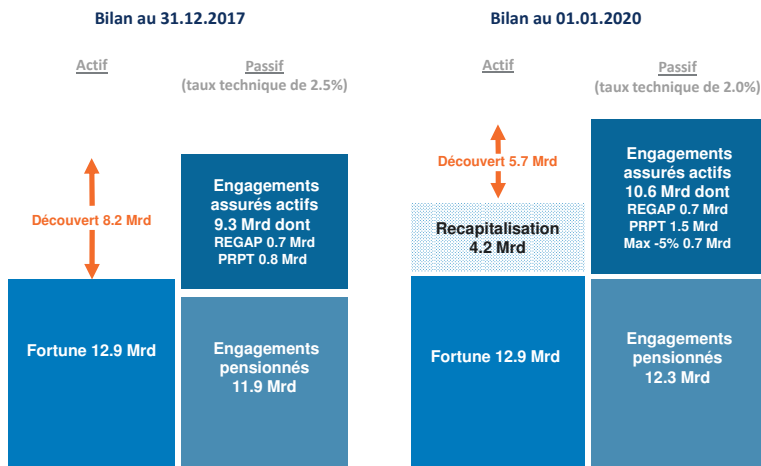 Bilan au 31.12.2017
Actif
Passif
(taux technique de 2.5%)
Découvert 8.2 Mrd
Engagements
assurés actifs
9.3 Mrd dont
REGAP 0.7 Mrd
PRPT 0.8 Mrd
Fortune 12.9 Mrd
Engagements
pensionnés
11.9 Mrd
Bilan au 01.01.2020
Actif
Passif
(taux technique de 2.0%)
Découvert 5.7 Mrd
Recapitalisation
4.2 Mrd
Engagements
assurés actifs
10.6 Mrd dont
REGAP 0.7 Mrd
PRPT 1.5 Mrd
Max -5% 0.7 Mrd
Fortune 12.9 Mrd
Engagements
pensionnés
12.3 Mrd